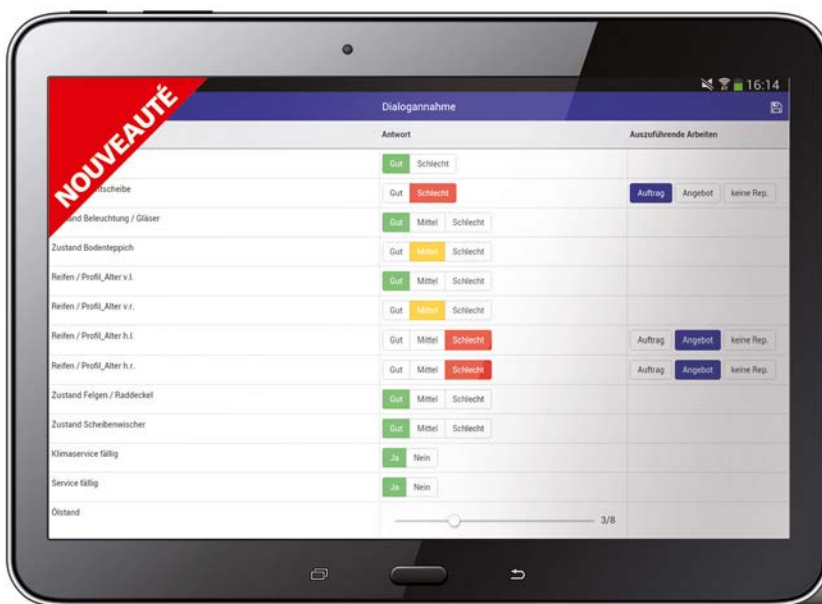 NOUVEAUTÉ
16:14
Dialogannahme
Antwort Auszuführende Arbeiten
Gut Schlecht
Gut Schlecht Auftrag Angebot keine Rep.
Beleuchtung / Gläser Gut Mittel Schlecht
Zustand Bodenteppich Gut Mittel Schlecht
Reifen / Profil_Alter v.l. Gut Mittel Schlecht
Reifen / Profil_Alter v.r. Gut Mittel Schlecht
Reifen / Profil_Alter h.l. Gut Mittel Schlecht Auftrag Angebot keine Rep.
Reifen / Profil_Alter h.r. Gut Mittel Schlecht Auftrag Angebot keine Rep.
Zustand Felgen / Raddeckel Gut Mittel Schlecht
Zustand Scheibenwischer Gut Mittel Schlecht
Klimaservice fällig Ja Nein
Service fällig Ja Nein
Ölstand 3/8